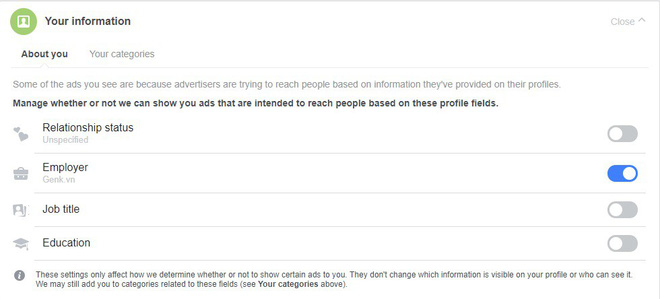 Your information
Close
About you
Your categories
Some of the ads you see are because advertisers are trying to reach people based on information they've provided on their profiles.
Manage whether or not we can show you ads that are intended to reach people based on these profile fields.
Relationship status
Unspecified
Employer
Genk.vn
Job title
Education
These settings only affect how we determine whether or not to show certain ads to you. They don't change which information is visible on your profile or who can see it.
We may still add you to categories related to these fields (see Your categories above).